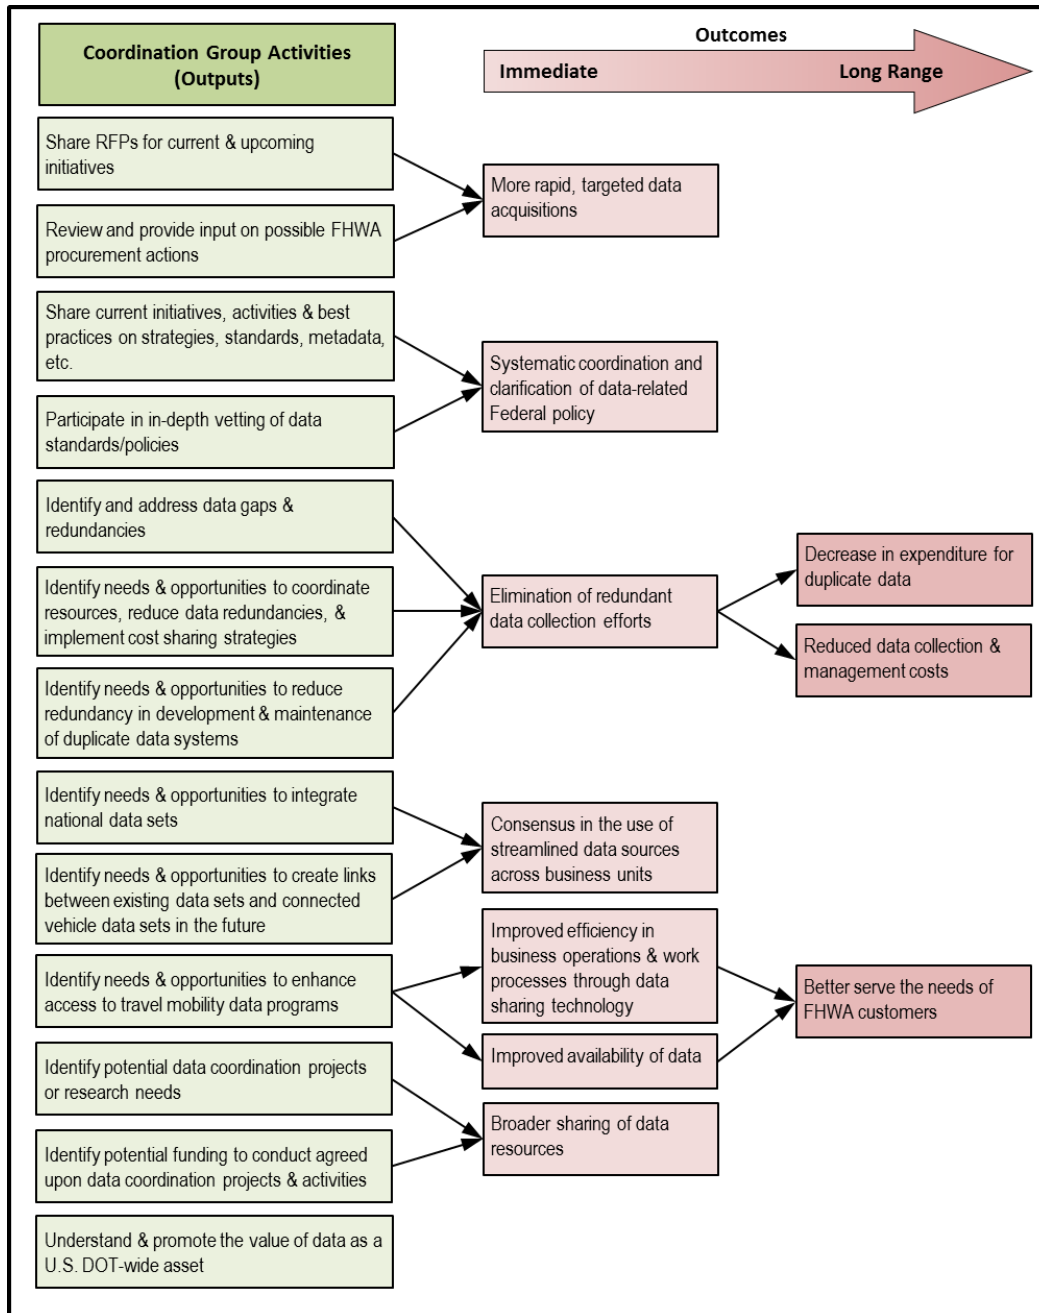 Coordination Group Activities
(Outputs)
Outcomes
Immediate
Long Range
Share RFPs for current & upcoming
initiatives
Review and provide input on possible FHWA
procurement actions
More rapid, targeted data
acquisitions
Share current initiatives, activities & best
practices on strategies, standards, metadata,
etc.
Participate in in-depth vetting of data
standards/policies
Systematic coordination and
clarification of data-related
Federal policy
Identify and address data gaps &
redundancies
Identify needs & opportunities to coordinate
resources, reduce data redundancies, &
implement cost sharing strategies
Identify needs & opportunities to reduce
redundancy in development & maintenance
of duplicate data systems
Elimination of redundant
data collection efforts
Decrease in expenditure for
duplicate data
Reduced data collection &
management costs
Identify needs & opportunities to integrate
national data sets
Identify needs & opportunities to create links
between existing data sets and connected
vehicle data sets in the future
Consensus in the use of
streamlined data sources
across business units
Identify needs & opportunities to enhance
access to travel mobility data programs
Improved efficiency in
business operations & work
processes through data
sharing technology
Improved availability of data
Better serve the needs of
FHWA customers
Identify potential data coordination projects
or research needs
Identify potential funding to conduct agreed
upon data coordination projects & activities
Broader sharing of data
resources
Understand & promote the value of data as a
U.S. DOT-wide asset